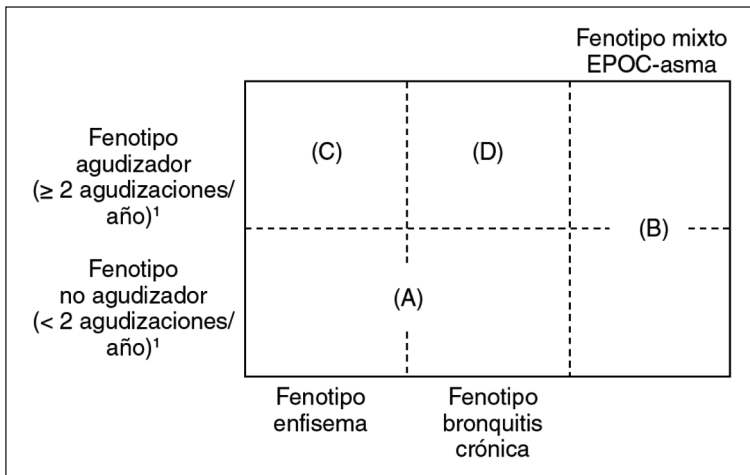 Fenotipo mixto
EPOC-asma
Fenotipo
agudizador
(≥ 2 agudizaciones/
año)¹
(C)
(D)
(B)
Fenotipo
no agudizador
(< 2 agudizaciones/
año)¹
(A)
Fenotipo
enfisema
Fenotipo
bronquitis
crónica